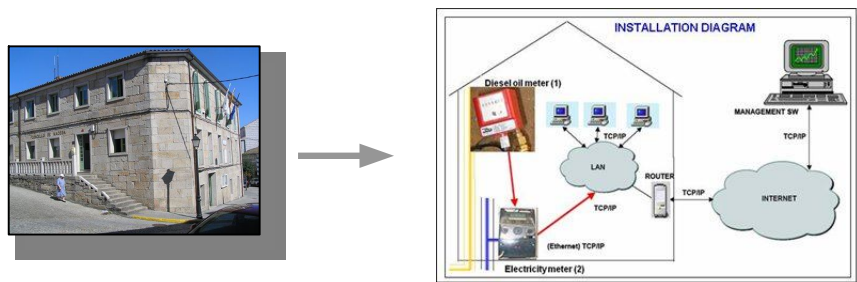 INSTALLATION DIAGRAM
Diesel oil meter (1)
TCP/IP
MANAGEMENT SW
LAN
ROUTER
TCP/IP
TCP/IP
INTERNET
TCP/IP
(Ethernet) TCP/IP
Electricity meter (2)